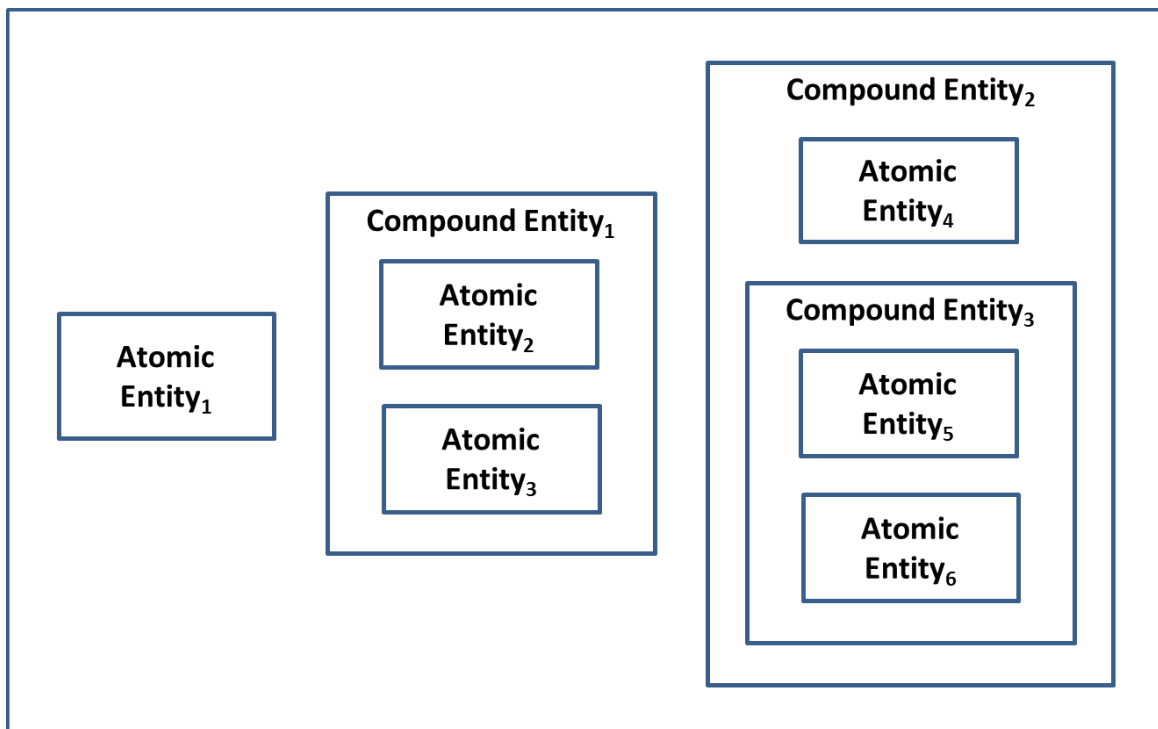 Atomic
Entity₁
Compound Entity₁
Atomic
Entity₂
Atomic
Entity₃
Compound Entity₂
Atomic
Entity₄
Compound Entity₃
Atomic
Entity₅
Atomic
Entity₆